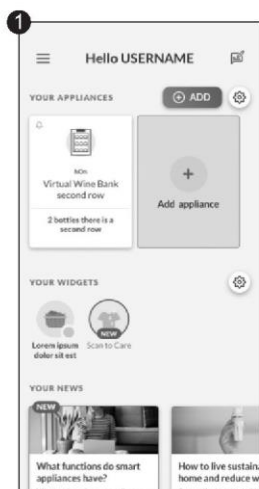 1
Hello USERNAME
YOUR APPLIANCES
ADD
NOn
Virtual Wine Bank
second row
Add appliance
2 bottles there is a
second row
YOUR WIDGETS
NEW
Lorem ipsum
dolor sit est
Scan to Care
YOUR NEWS
NEW
What functions do smart
appliances have?
How to live sustaina
home and reduce w